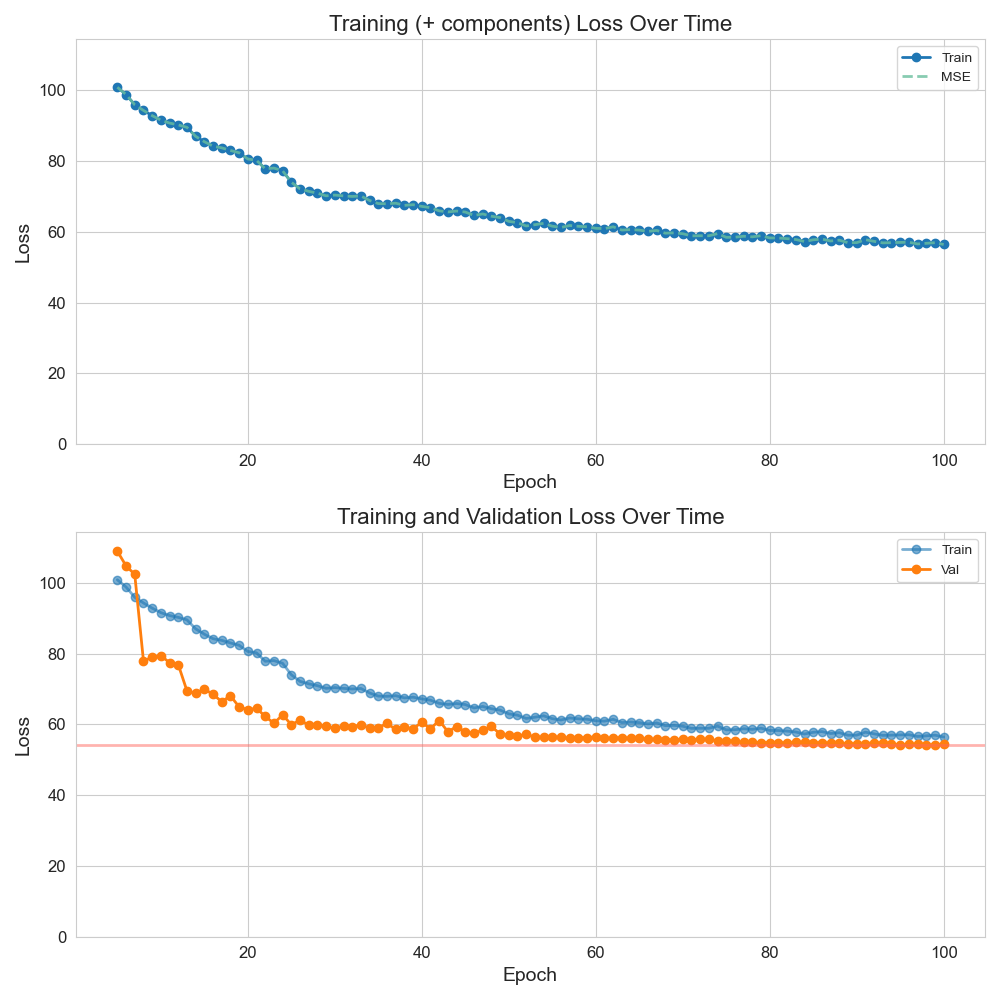 Training (+ components) Loss Over Time
Train
MSE
Loss
100
80
60
40
20
0
20 40 60 80 100
Epoch
Training and Validation Loss Over Time
Train
Val
Loss
100
80
60
40
20
0
20 40 60 80 100
Epoch